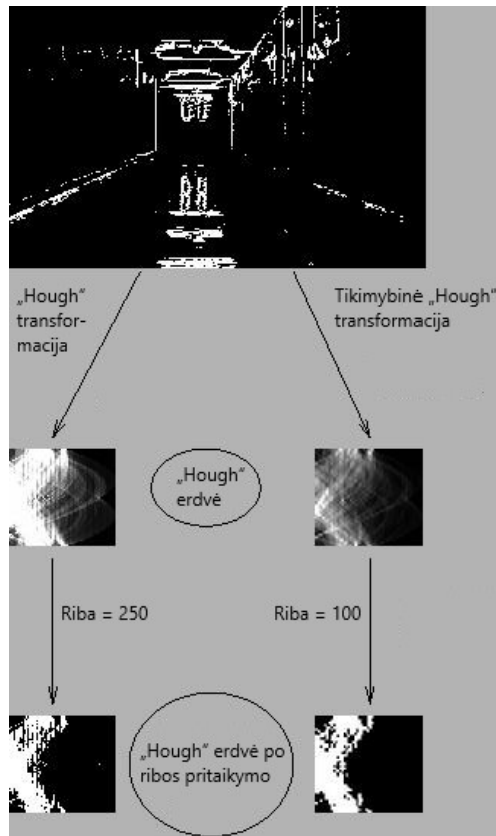 „Hough“
transfor-
macija
Tikimybinė „Hough“
transformacija
„Hough“
erdvė
Riba = 250
Riba = 100
„Hough“ erdvė po
ribos pritaikymo